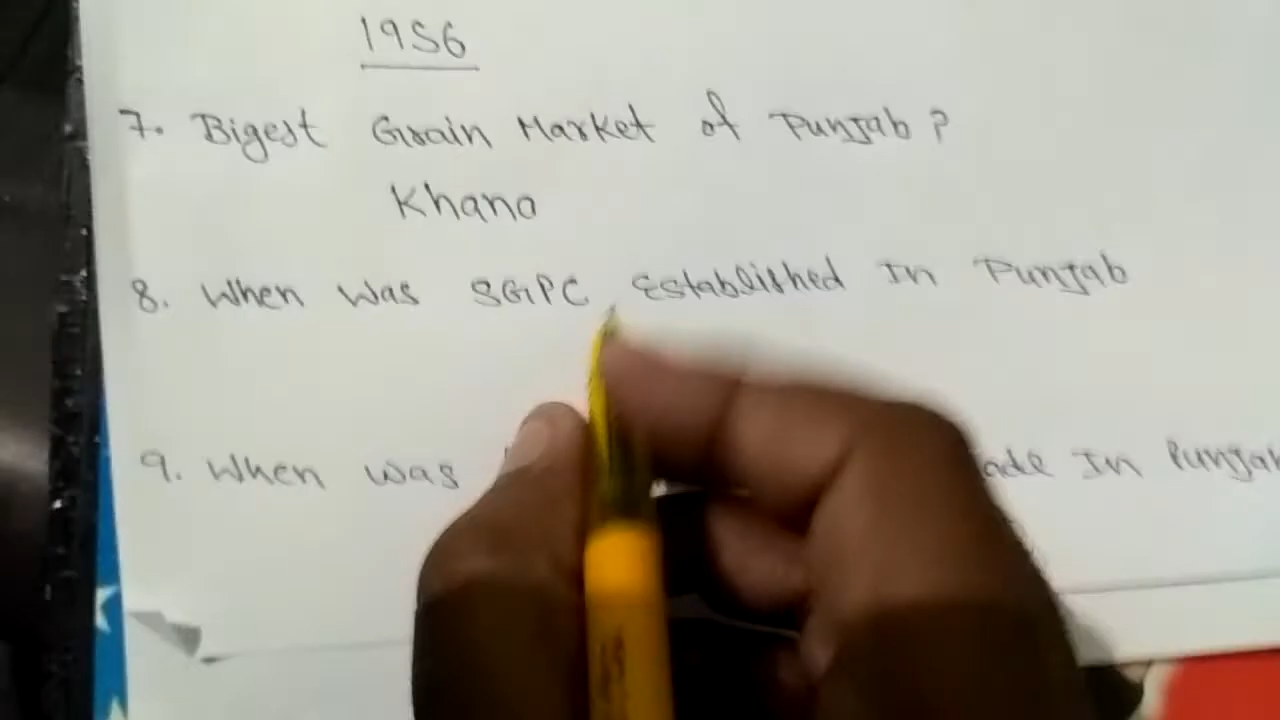 1956
7. Bigest Grain Market of Punjab?
Khana
8. When was SGPC Established In Punjab
9. When was In Punjab